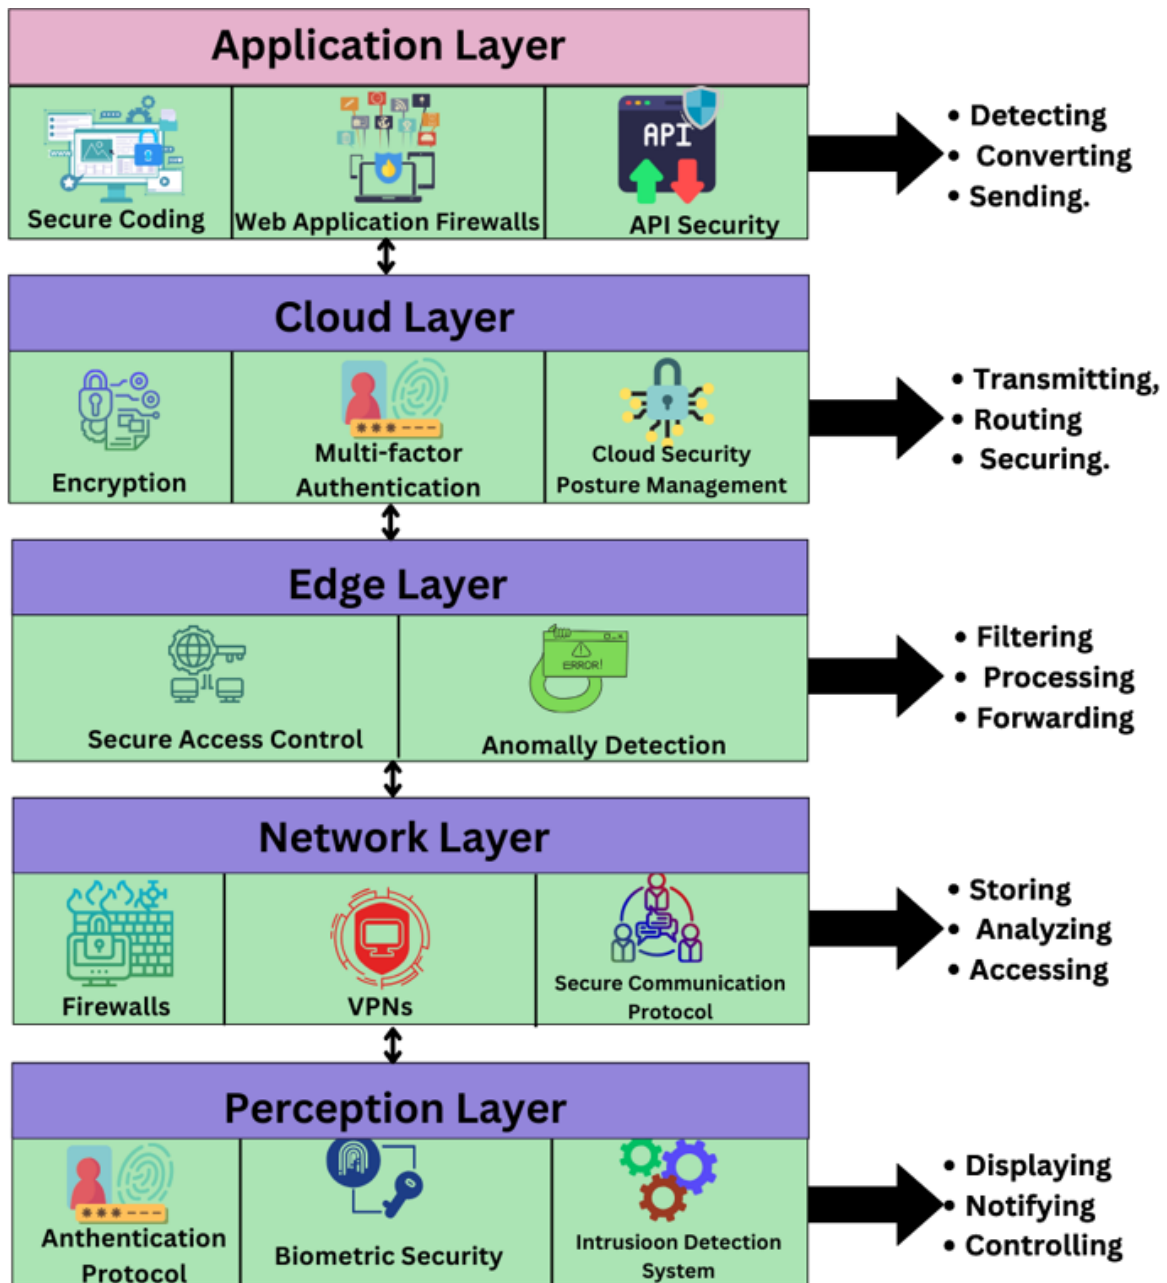 Application Layer
Secure Coding
Web Application Firewalls
API
API Security
• Detecting
• Converting
• Sending.
Cloud Layer
Encryption
Multi-factor
Authentication
Cloud Security
Posture Management
• Transmitting,
• Routing
• Securing.
Edge Layer
Secure Access Control
ERROR!
Anomally Detection
• Filtering
• Processing
• Forwarding
Network Layer
Firewalls
VPNs
Secure Communication
Protocol
• Storing
• Analyzing
• Accessing
Perception Layer
Anthentication
Protocol
Biometric Security
Intrusioon Detection
System
• Displaying
• Notifying
• Controlling